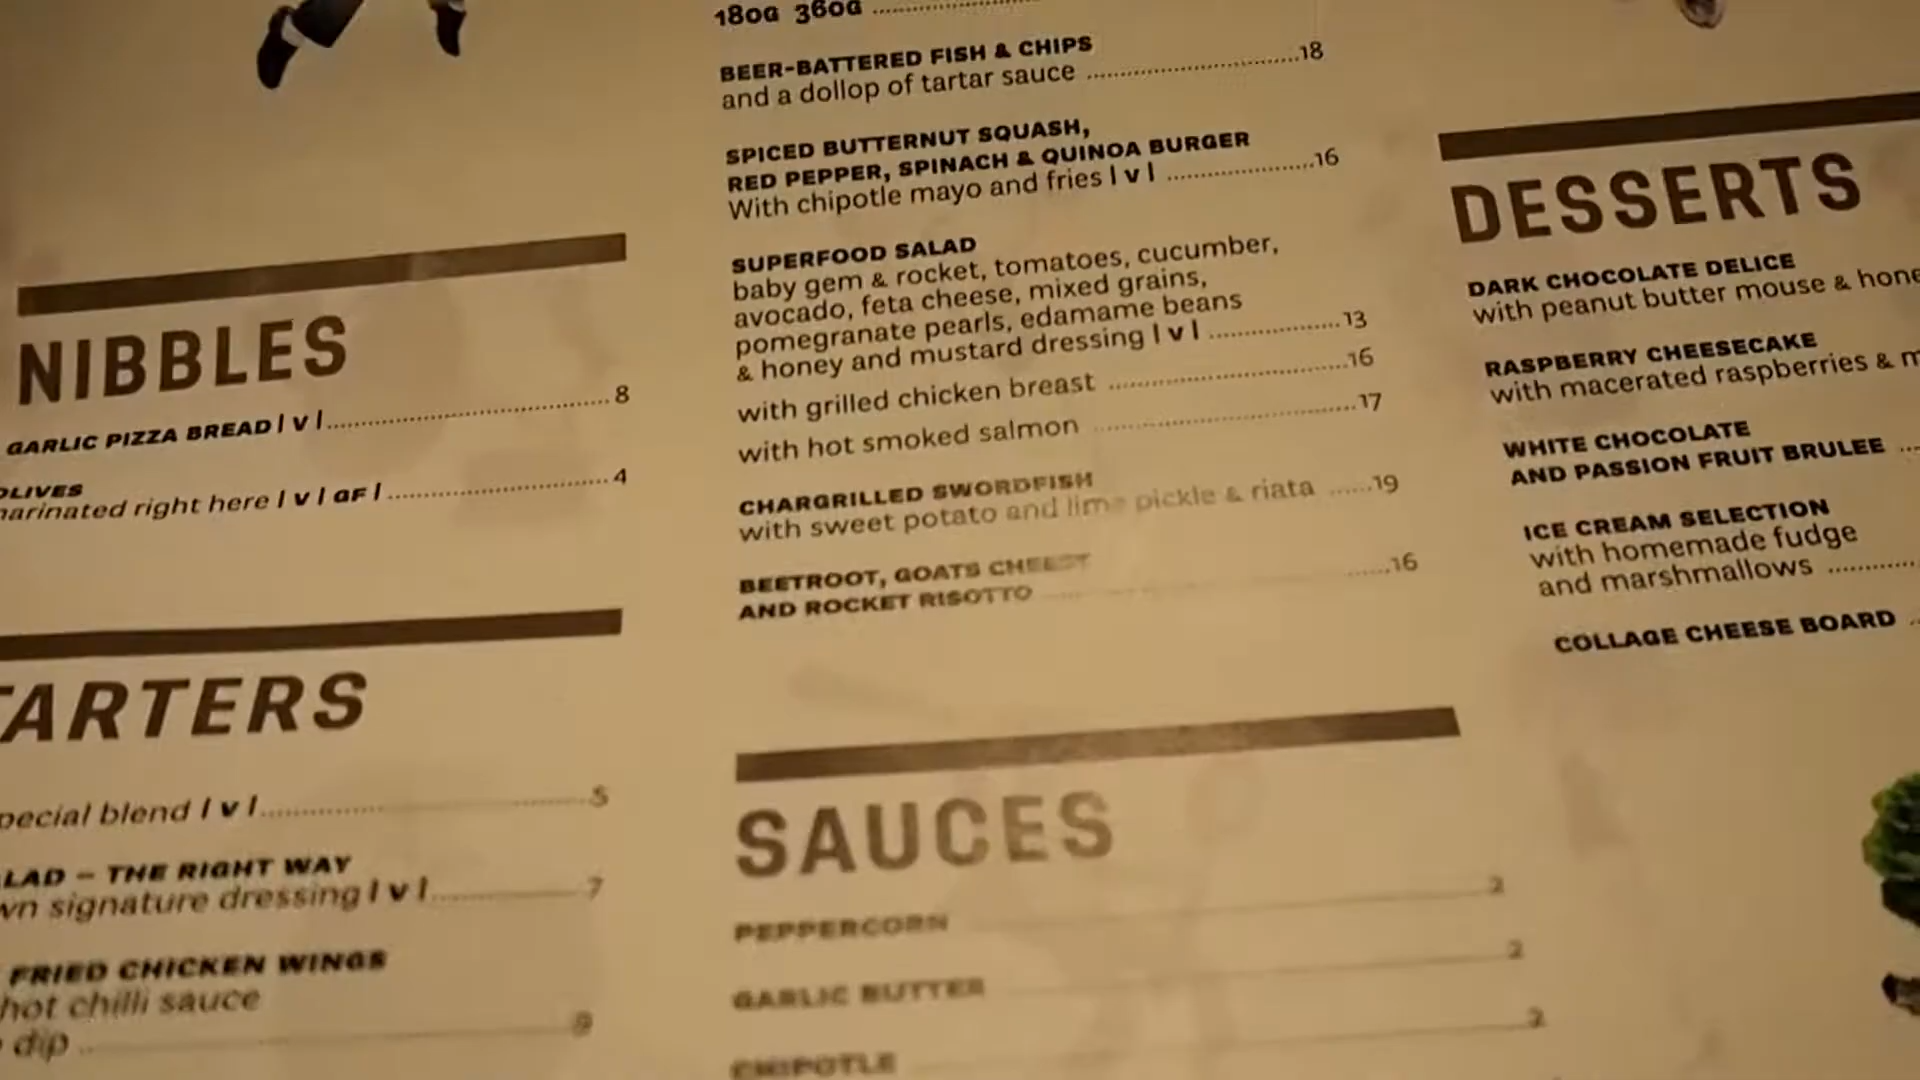 NIBBLES
GARLIC PIZZA BREAD | V | 8
OLIVES
marinated right here | V | GF | 4
TARTERS
pecial blend | V | 5
LAD – THE RIGHT WAY
wn signature dressing | V | 7
FRIED CHICKEN WINGS
hot chilli sauce
dip 9
180G 360G
BEER-BATTERED FISH & CHIPS
and a dollop of tartar sauce 18
SPICED BUTTERNUT SQUASH,
RED PEPPER, SPINACH & QUINOA BURGER
With chipotle mayo and fries | V | 16
SUPERFOOD SALAD
baby gem & rocket, tomatoes, cucumber,
avocado, feta cheese, mixed grains,
pomegranate pearls, edamame beans
& honey and mustard dressing | V | 13
with grilled chicken breast 16
with hot smoked salmon 17
CHARGRILLED SWORDFISH
with sweet potato and lime pickle & riata 19
BEETROOT, GOATS CHEESE
AND ROCKET RISOTTO 16
SAUCES
PEPPERCORN 2
GARLIC BUTTER 2
CHIPOTLE 2
DESSERTS
DARK CHOCOLATE DELICE
with peanut butter mouse & hone
RASPBERRY CHEESECAKE
with macerated raspberries & m
WHITE CHOCOLATE
AND PASSION FRUIT BRULEE
ICE CREAM SELECTION
with homemade fudge
and marshmallows
COLLAGE CHEESE BOARD